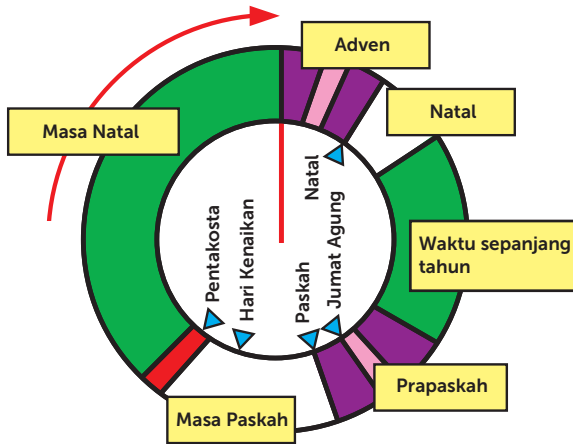 Adven
Natal
Masa Natal
Natal
Waktu sepanjang
tahun
Pentakosta
Hari Kenaikan
Paskah
Jumat Agung
Prapaskah
Masa Paskah